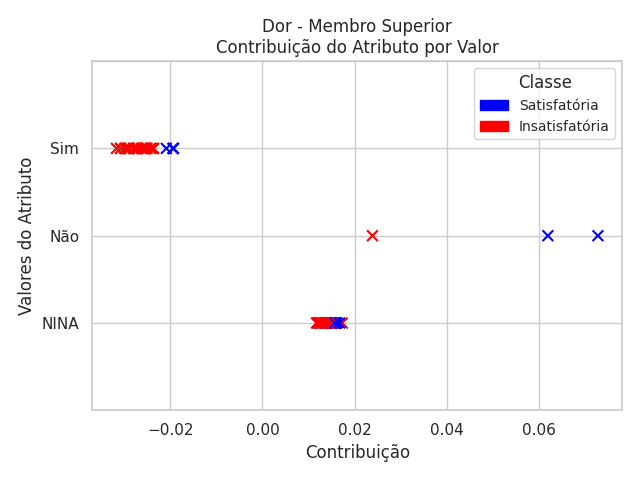 Dor - Membro Superior
Contribuição do Atributo por Valor
Classe
Satisfatória
Insatisfatória
Valores do Atributo
Sim
Não
NINA
−0.02
0.00
0.02
0.04
0.06
Contribuição